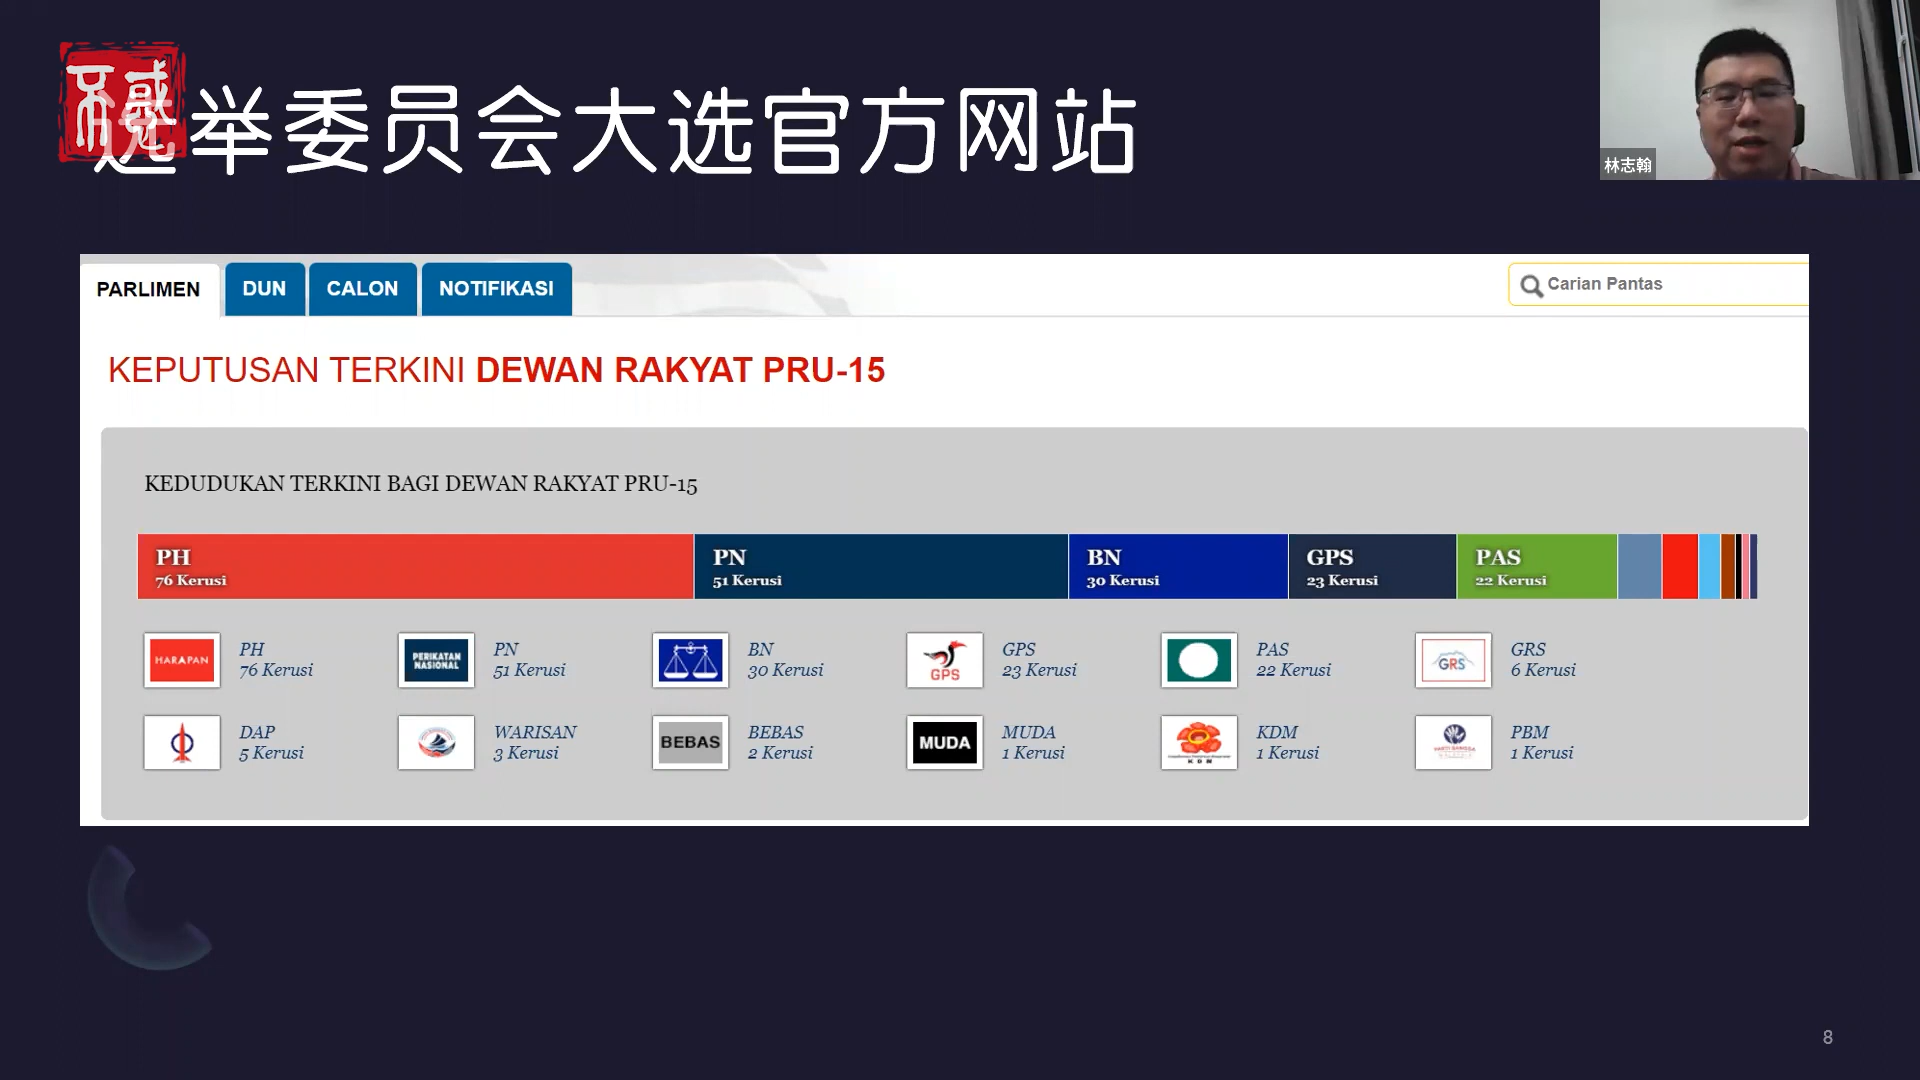 不惑
选举委员会大选官方网站
林志翰
PARLIMEN DUN CALON NOTIFIKASI Carian Pantas
KEPUTUSAN TERKINI DEWAN RAKYAT PRU-15
KEDUDUKAN TERKINI BAGI DEWAN RAKYAT PRU-15
PH PN BN GPS PAS
76 Kerusi 51 Kerusi 30 Kerusi 23 Kerusi 22 Kerusi
HARAPAN PH 76 Kerusi
PERIKATAN NASIONAL PN 51 Kerusi
BN 30 Kerusi
GPS GPS 23 Kerusi
PAS 22 Kerusi
GRS GRS 6 Kerusi
DAP 5 Kerusi
WARISAN 3 Kerusi
BEBAS BEBAS 2 Kerusi
MUDA MUDA 1 Kerusi
KDM KDM 1 Kerusi
PBM 1 Kerusi
8